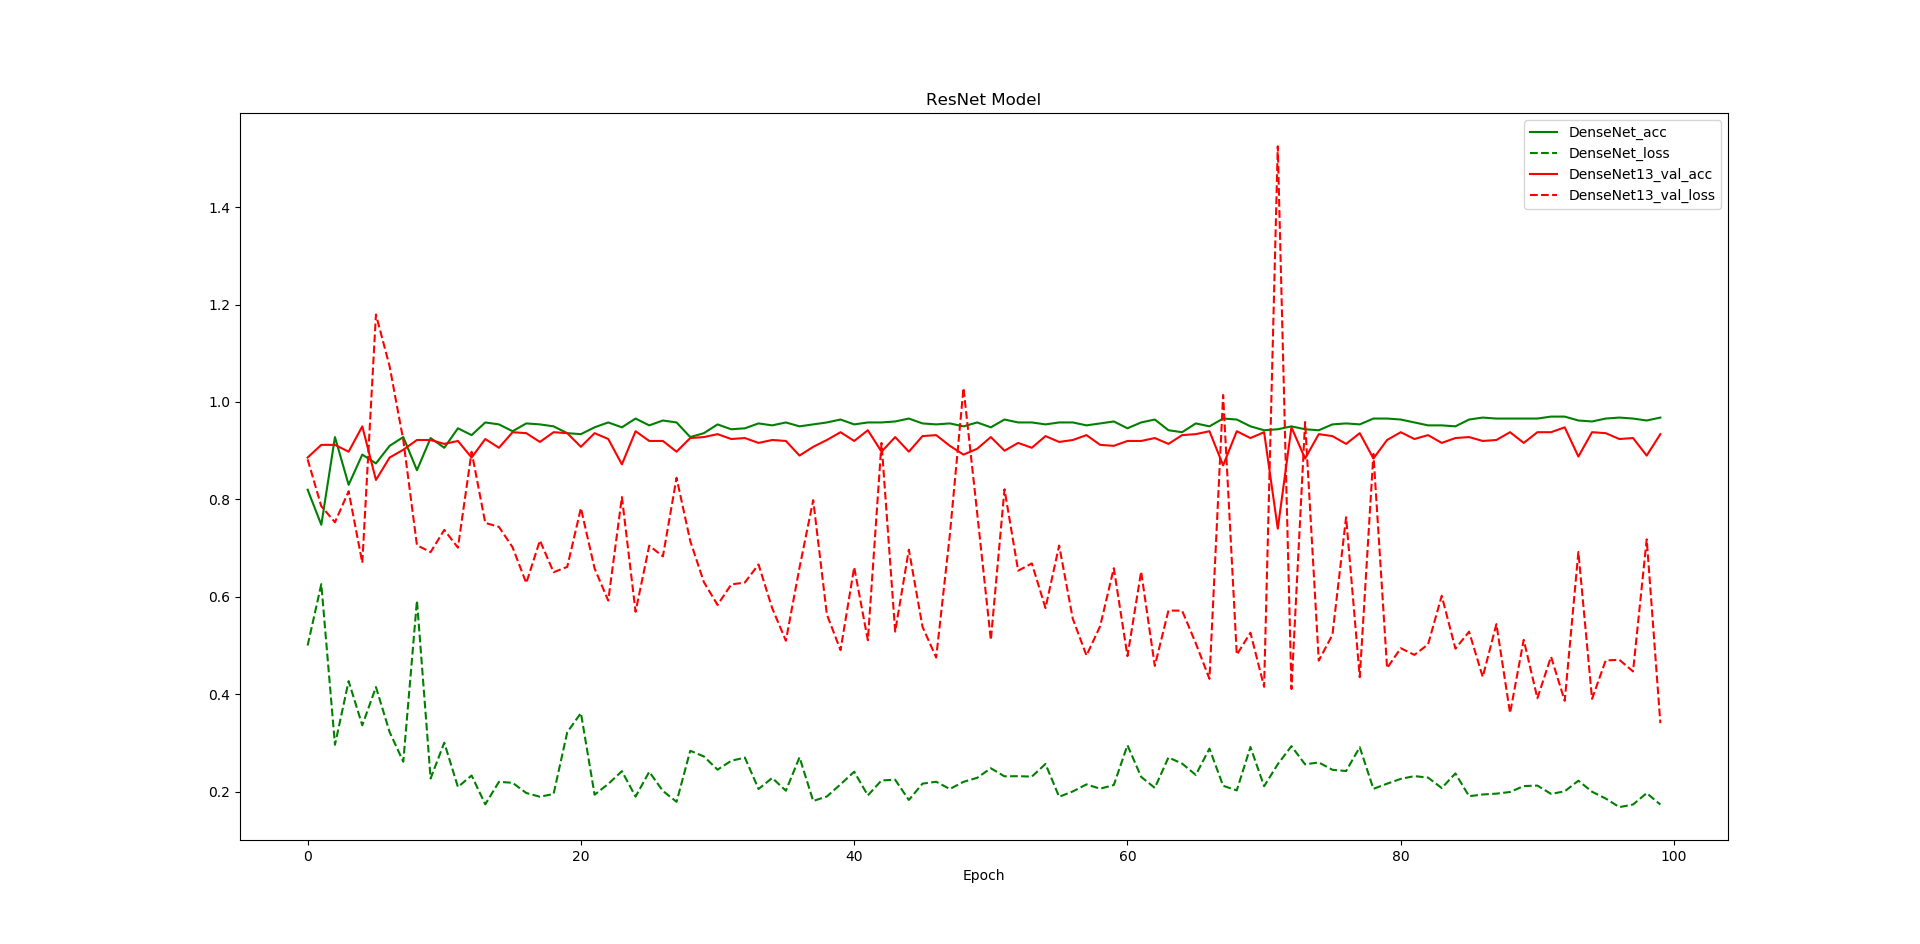 ResNet Model
DenseNet_acc
DenseNet_loss
DenseNet13_val_acc
DenseNet13_val_loss
1.4
1.2
1.0
0.8
0.6
0.4
0.2
0 20 40 60 80 100
Epoch